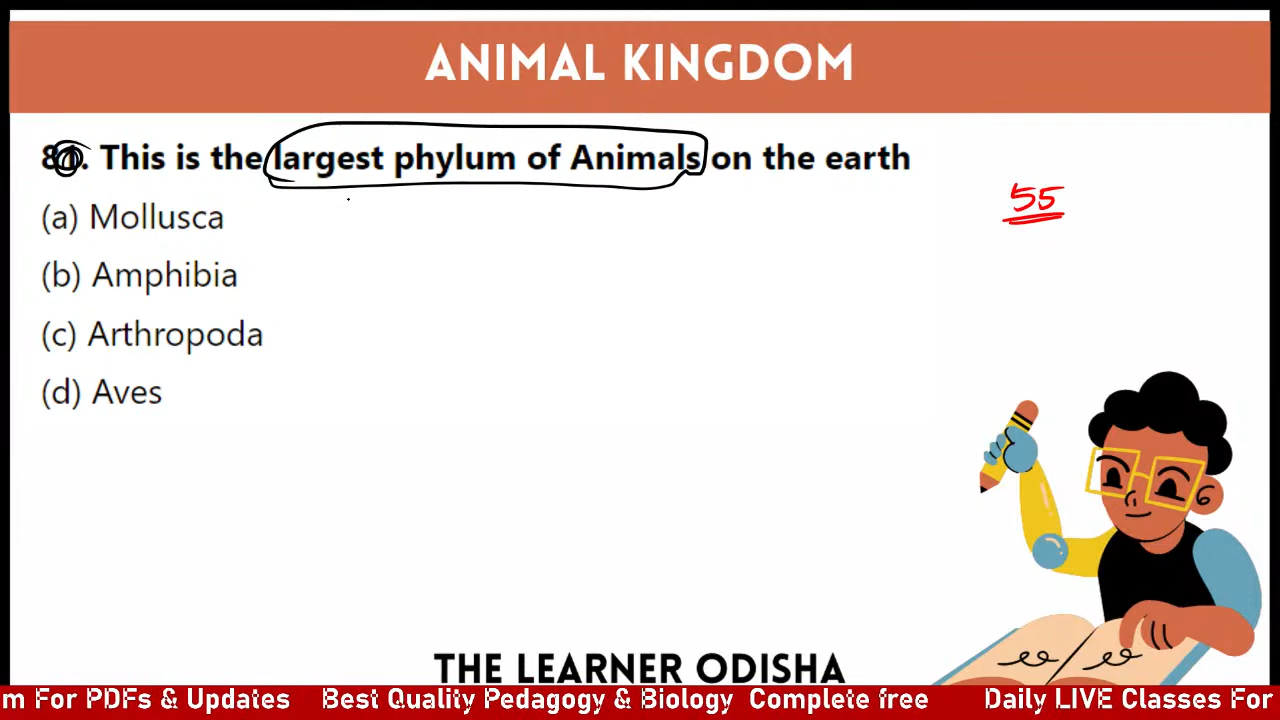 ANIMAL KINGDOM
81. This is the largest phylum of Animals on the earth
55
(a) Mollusca
(b) Amphibia
(c) Arthropoda
(d) Aves
THE LEARNER ODISHA
m For PDFs & Updates Best Quality Pedagogy & Biology Complete free Daily LIVE Classes For